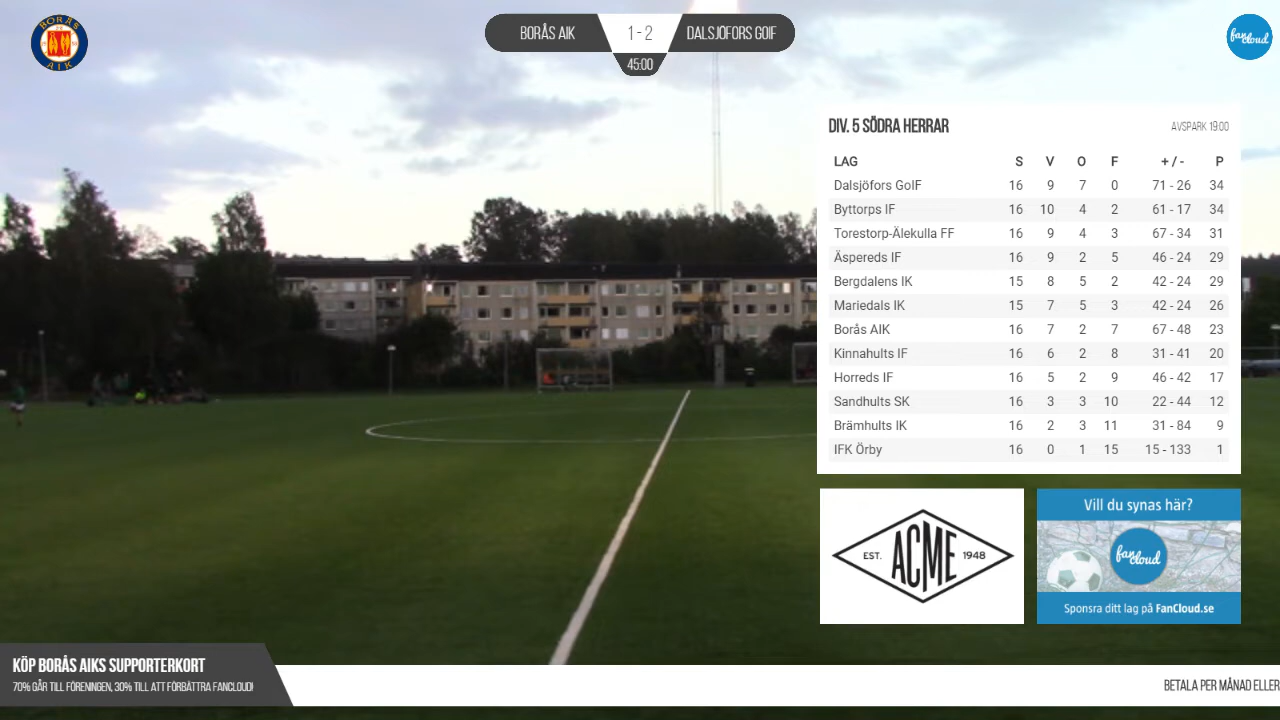 BORÅS
AIK
BORÅS AIK 1 - 2 DALSJÖFORS GOIF
45:00
fan cloud
DIV. 5 SÖDRA HERRAR AVSPARK 19:00
LAG S V O F + / - P
Dalsjöfors GoIF 16 9 7 0 71 - 26 34
Byttorps IF 16 10 4 2 61 - 17 34
Torestorp-Älekulla FF 16 9 4 3 67 - 34 31
Äspereds IF 16 9 2 5 46 - 24 29
Bergdalens IK 15 8 5 2 42 - 24 29
Mariedals IK 15 7 5 3 42 - 24 26
Borås AIK 16 7 2 7 67 - 48 23
Kinnahults IF 16 6 2 8 31 - 41 20
Horreds IF 16 5 2 9 46 - 42 17
Sandhults SK 16 3 3 10 22 - 44 12
Brämhults IK 16 2 3 11 31 - 84 9
IFK Örby 16 0 1 15 15 - 133 1
EST. ACME 1948
Vill du synas här?
fan cloud
Sponsra ditt lag på FanCloud.se
KÖP BORÅS AIKS SUPPORTERKORT
70% GÅR TILL FÖRENINGEN, 30% TILL ATT FÖRBÄTTRA FANCLOUD!
BETALA PER MÅNAD ELLER